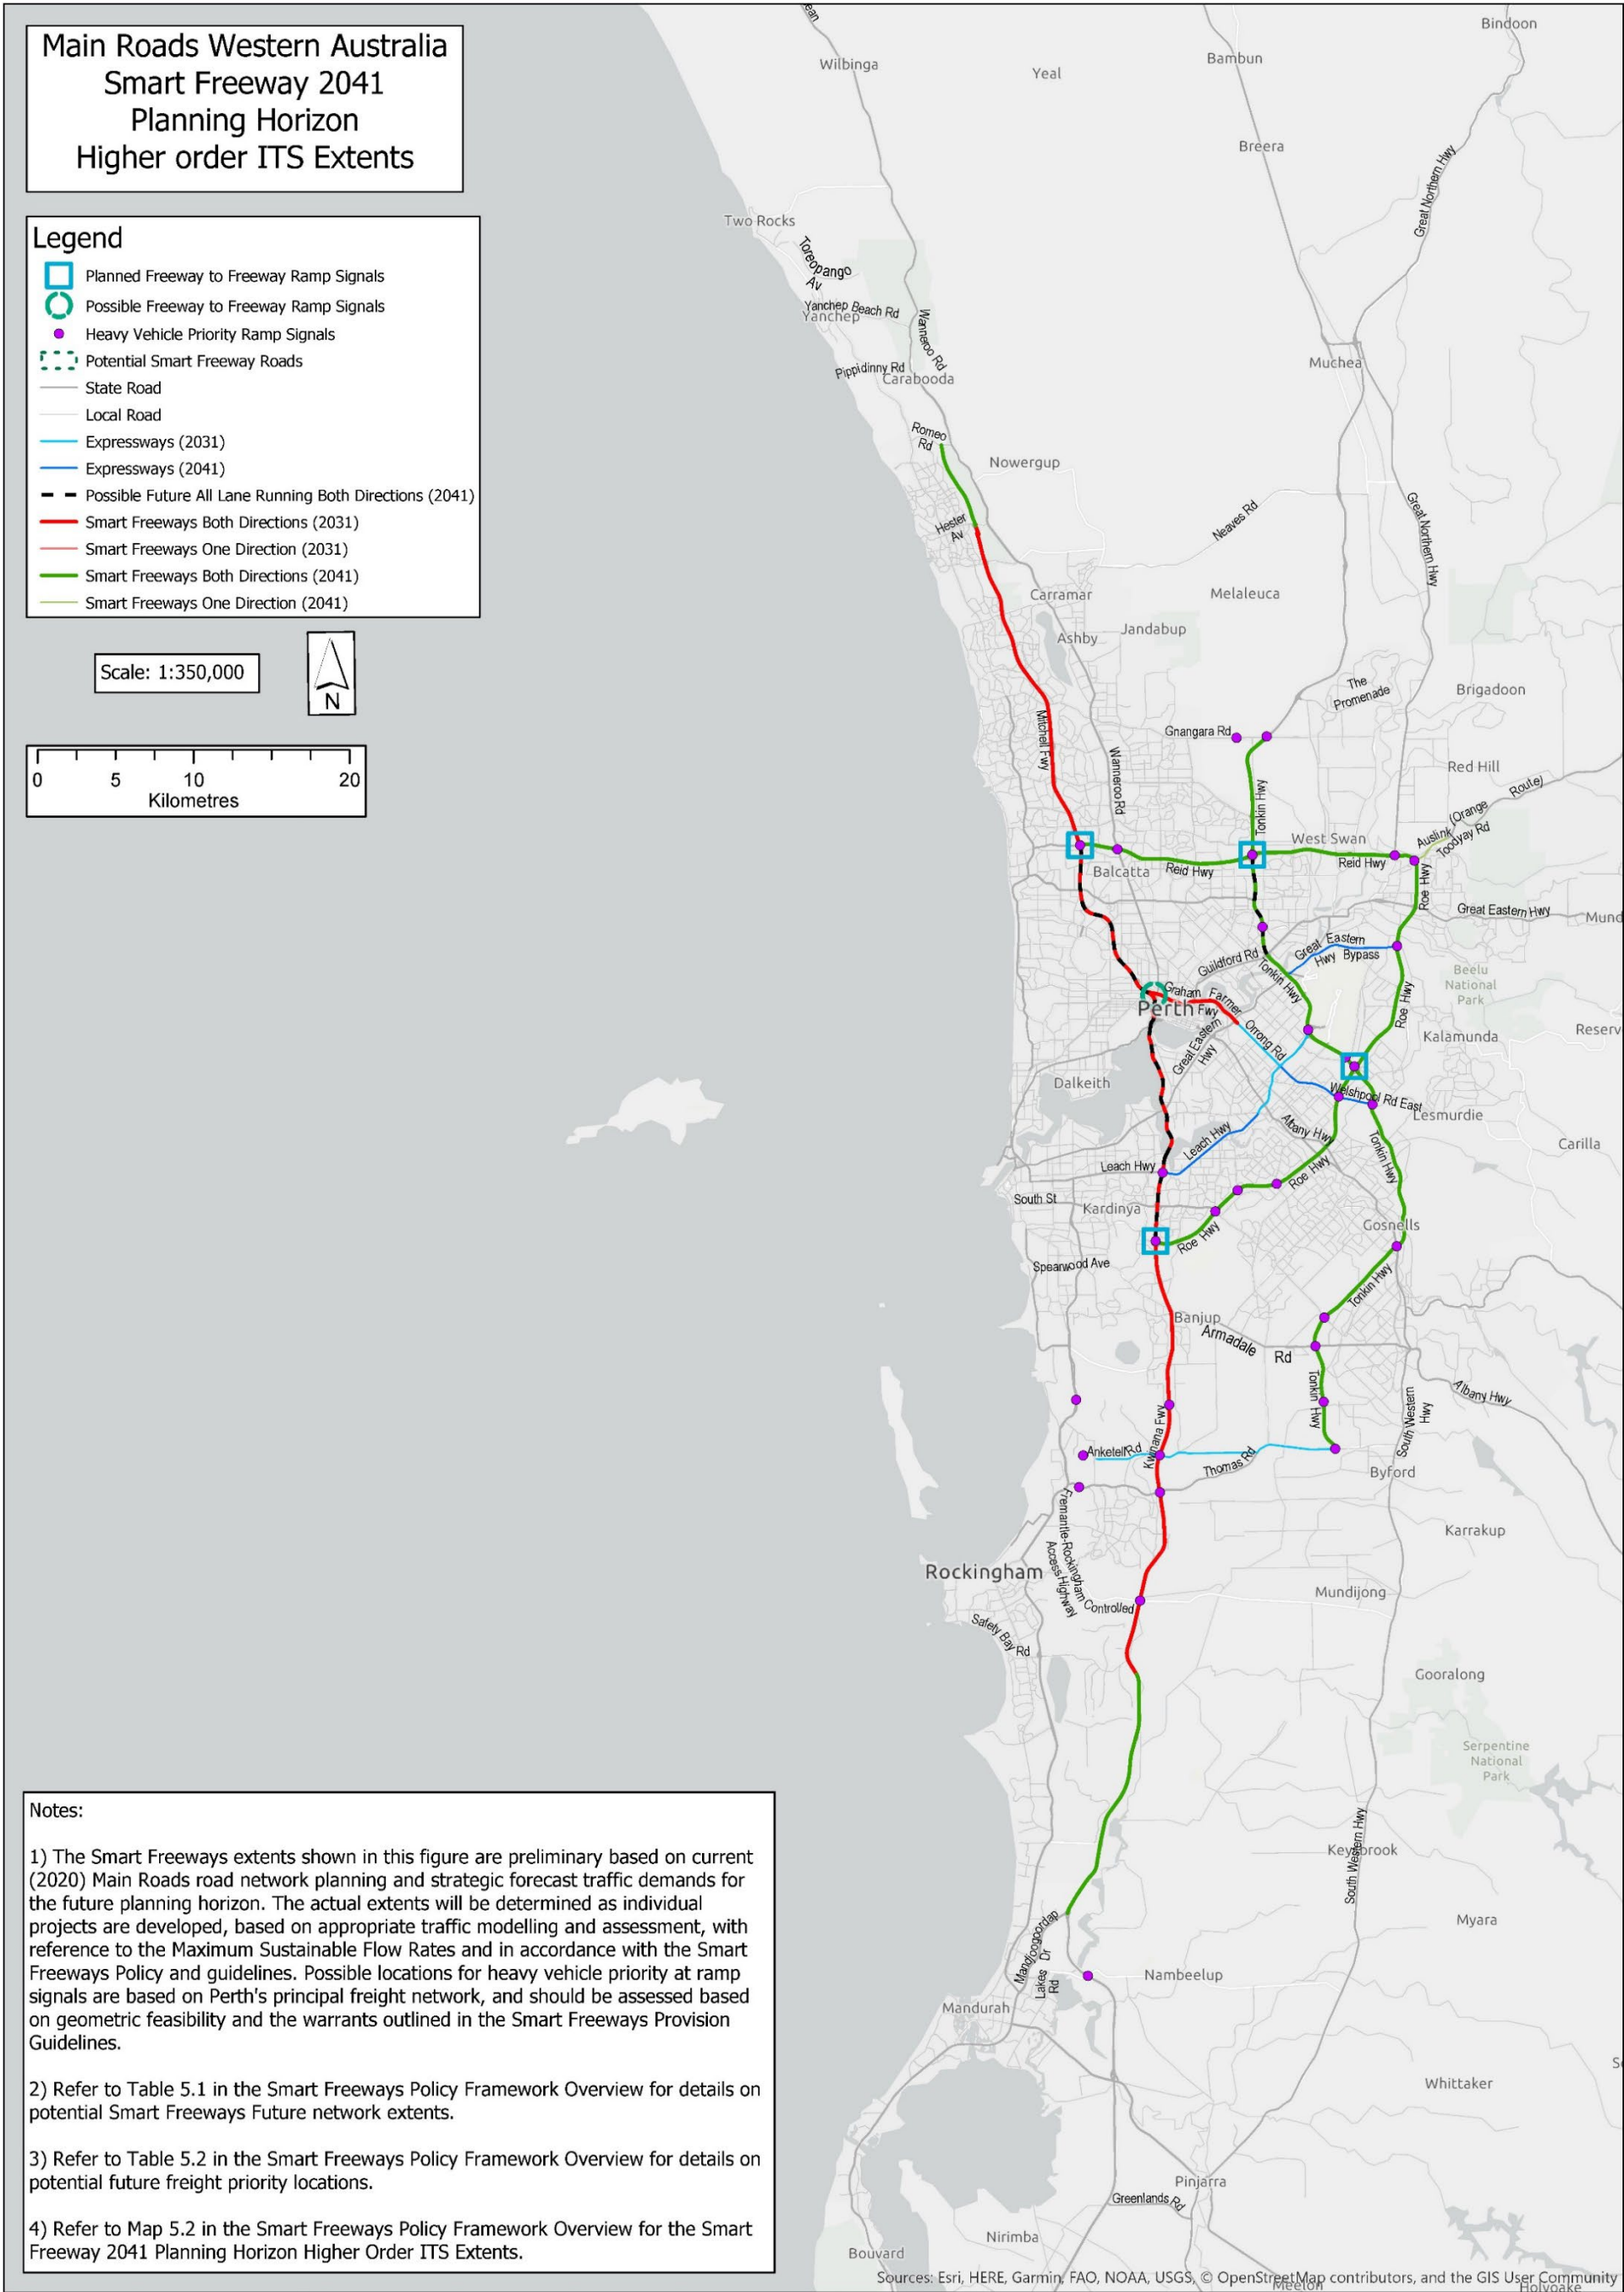 Main Roads Western Australia
Smart Freeway 2041
Planning Horizon
Higher order ITS Extents
Legend
Planned Freeway to Freeway Ramp Signals
Possible Freeway to Freeway Ramp Signals
Heavy Vehicle Priority Ramp Signals
Potential Smart Freeway Roads
State Road
Local Road
Expressways (2031)
Expressways (2041)
Possible Future All Lane Running Both Directions (2041)
Smart Freeways Both Directions (2031)
Smart Freeways One Direction (2031)
Smart Freeways Both Directions (2041)
Smart Freeways One Direction (2041)
Scale: 1:350,000
N
0 5 10 20
Kilometres
Bindoon
Wilbinga
Yeal
Bambun
Breera
Great Northern Hwy
Two Rocks
Toreopango
Av
Yanchep Beach Rd
Yanchep
Wanneroo Rd
Pippidinny Rd
Carabooda
Muchea
Romeo
Rd
Nowergup
Great Northern Hwy
Neaves Rd
Hester
Av
Carramar
Melaleuca
Ashby
Jandabup
The
Promenade
Brigadoon
Mitchell Fwy
Gnangara Rd
Wanneroo Rd
Tonkin Hwy
Red Hill
Auslink (Orange Route)
Toodyay Rd
West Swan
Balcatta
Reid Hwy
Reid Hwy
Roe Hwy
Great Eastern Hwy
Mund
Great Eastern
Hwy Bypass
Guildford Rd
Tonkin Hwy
Beelu
National
Park
Graham Farmer
Fwy
Perth
Roe Hwy
Great Eastern
Hwy
Orrong Rd
Kalamunda
Reserv
Dalkeith
Welshpool Rd East
Lesmurdie
Albany Hwy
Leach Hwy
Tonkin Hwy
Carilla
Leach Hwy
Roe Hwy
South St
Kardinya
Gosnells
Roe Hwy
Spearwood Ave
Tonkin Hwy
Banjup
Armadale
Rd
Tonkin Hwy
Albany Hwy
South Western
Hwy
Kwinana Fwy
Anketell Rd
Thomas Rd
Byford
Fremantle-Rockingham Controlled
Access Highway
Karrakup
Rockingham
Mundijong
Safety Bay Rd
Gooralong
Serpentine
National
Park
Keysbrook
South Western Hwy
Myara
Mandjoogoordap
Lakes Dr
Rd
Nambeelup
Mandurah
Whittaker
Pinjarra
Greenlands Rd
Nirimba
Bouvard
Meelon
Holyoake
Notes:
1) The Smart Freeways extents shown in this figure are preliminary based on current
(2020) Main Roads road network planning and strategic forecast traffic demands for
the future planning horizon. The actual extents will be determined as individual
projects are developed, based on appropriate traffic modelling and assessment, with
reference to the Maximum Sustainable Flow Rates and in accordance with the Smart
Freeways Policy and guidelines. Possible locations for heavy vehicle priority at ramp
signals are based on Perth's principal freight network, and should be assessed based
on geometric feasibility and the warrants outlined in the Smart Freeways Provision
Guidelines.
2) Refer to Table 5.1 in the Smart Freeways Policy Framework Overview for details on
potential Smart Freeways Future network extents.
3) Refer to Table 5.2 in the Smart Freeways Policy Framework Overview for details on
potential future freight priority locations.
4) Refer to Map 5.2 in the Smart Freeways Policy Framework Overview for the Smart
Freeway 2041 Planning Horizon Higher Order ITS Extents.
Sources: Esri, HERE, Garmin, FAO, NOAA, USGS, © OpenStreetMap contributors, and the GIS User Community